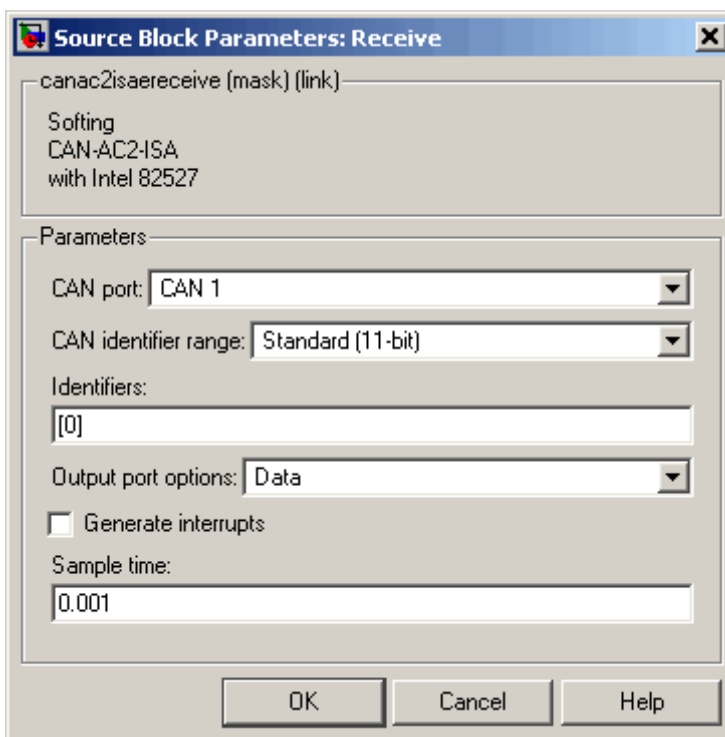 Source Block Parameters: Receive
canac2isaereceive (mask) (link)
Softing
CAN-AC2-ISA
with Intel 82527
Parameters
CAN port: CAN 1
CAN identifier range: Standard (11-bit)
Identifiers:
[0]
Output port options: Data
Generate interrupts
Sample time:
0.001
OK Cancel Help